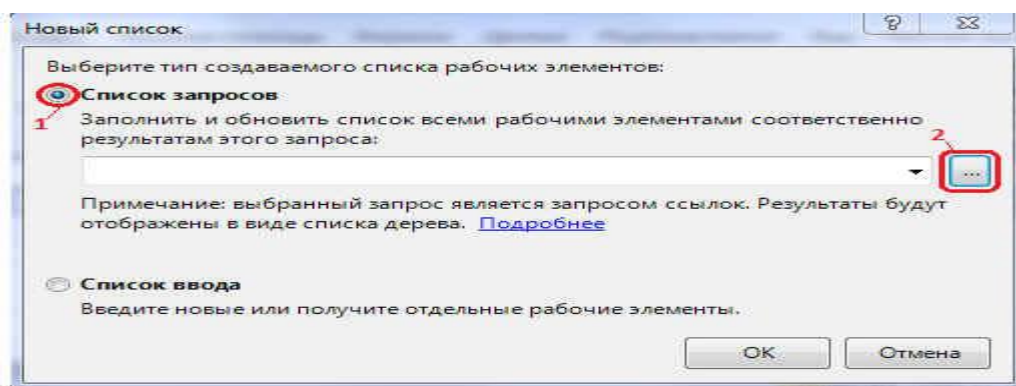 Новый список
Выберите тип создаваемого списка рабочих элементов:
Список запросов
1
Заполнить и обновить список всеми рабочими элементами соответственно
результатам этого запроса:
2
...
Примечание: выбранный запрос является запросом ссылок. Результаты будут
отображены в виде списка дерева. Подробнее
Список ввода
Введите новые или получите отдельные рабочие элементы.
OK Отмена